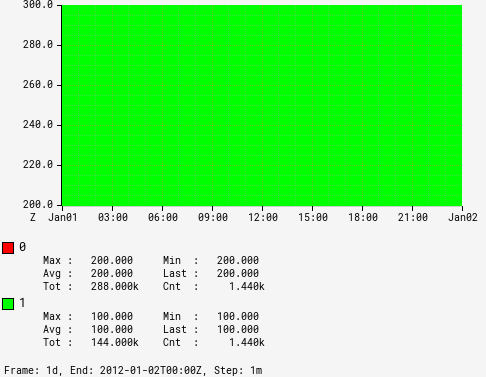 300.0
280.0
260.0
240.0
220.0
200.0
Z Jan01 03:00 06:00 09:00 12:00 15:00 18:00 21:00 Jan02
0
Max : 200.000 Min : 200.000
Avg : 200.000 Last : 200.000
Tot : 288.000k Cnt : 1.440k
1
Max : 100.000 Min : 100.000
Avg : 100.000 Last : 100.000
Tot : 144.000k Cnt : 1.440k
Frame: 1d, End: 2012-01-02T00:00Z, Step: 1m